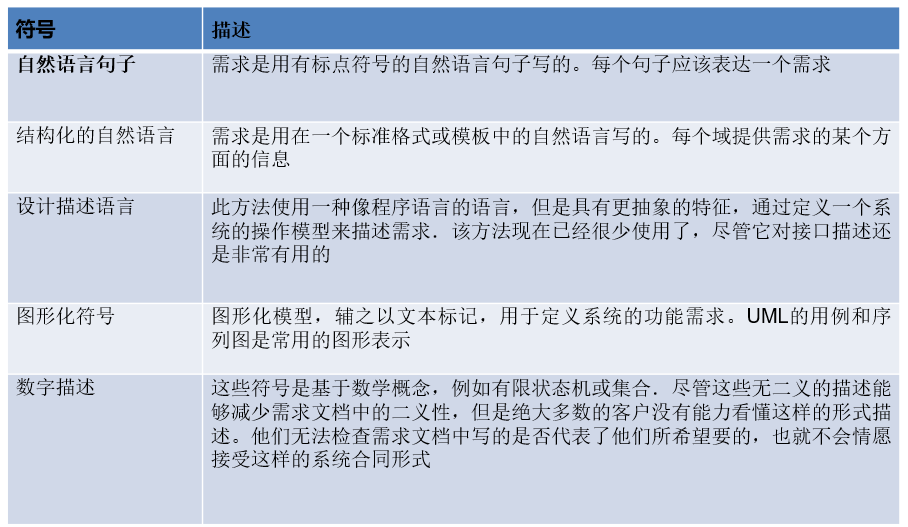 符号 描述
自然语言句子 需求是用有标点符号的自然语言句子写的。每个句子应该表达一个需求
结构化的自然语言 需求是用在一个标准格式或模板中的自然语言写的。每个域提供需求的某个方
面的信息
设计描述语言 此方法使用一种像程序语言的语言，但是具有更抽象的特征，通过定义一个系
统的操作模型来描述需求．该方法现在已经很少使用了，尽管它对接口描述还
是非常有用的
图形化符号 图形化模型，辅之以文本标记，用于定义系统的功能需求。UML的用例和序
列图是常用的图形表示
数字描述 这些符号是基于数学概念，例如有限状态机或集合．尽管这些无二义的描述能
够减少需求文档中的二义性，但是绝大多数的客户没有能力看懂这样的形式描
述。他们无法检查需求文档中写的是否代表了他们所希望要的，也就不会情愿
接受这样的系统合同形式